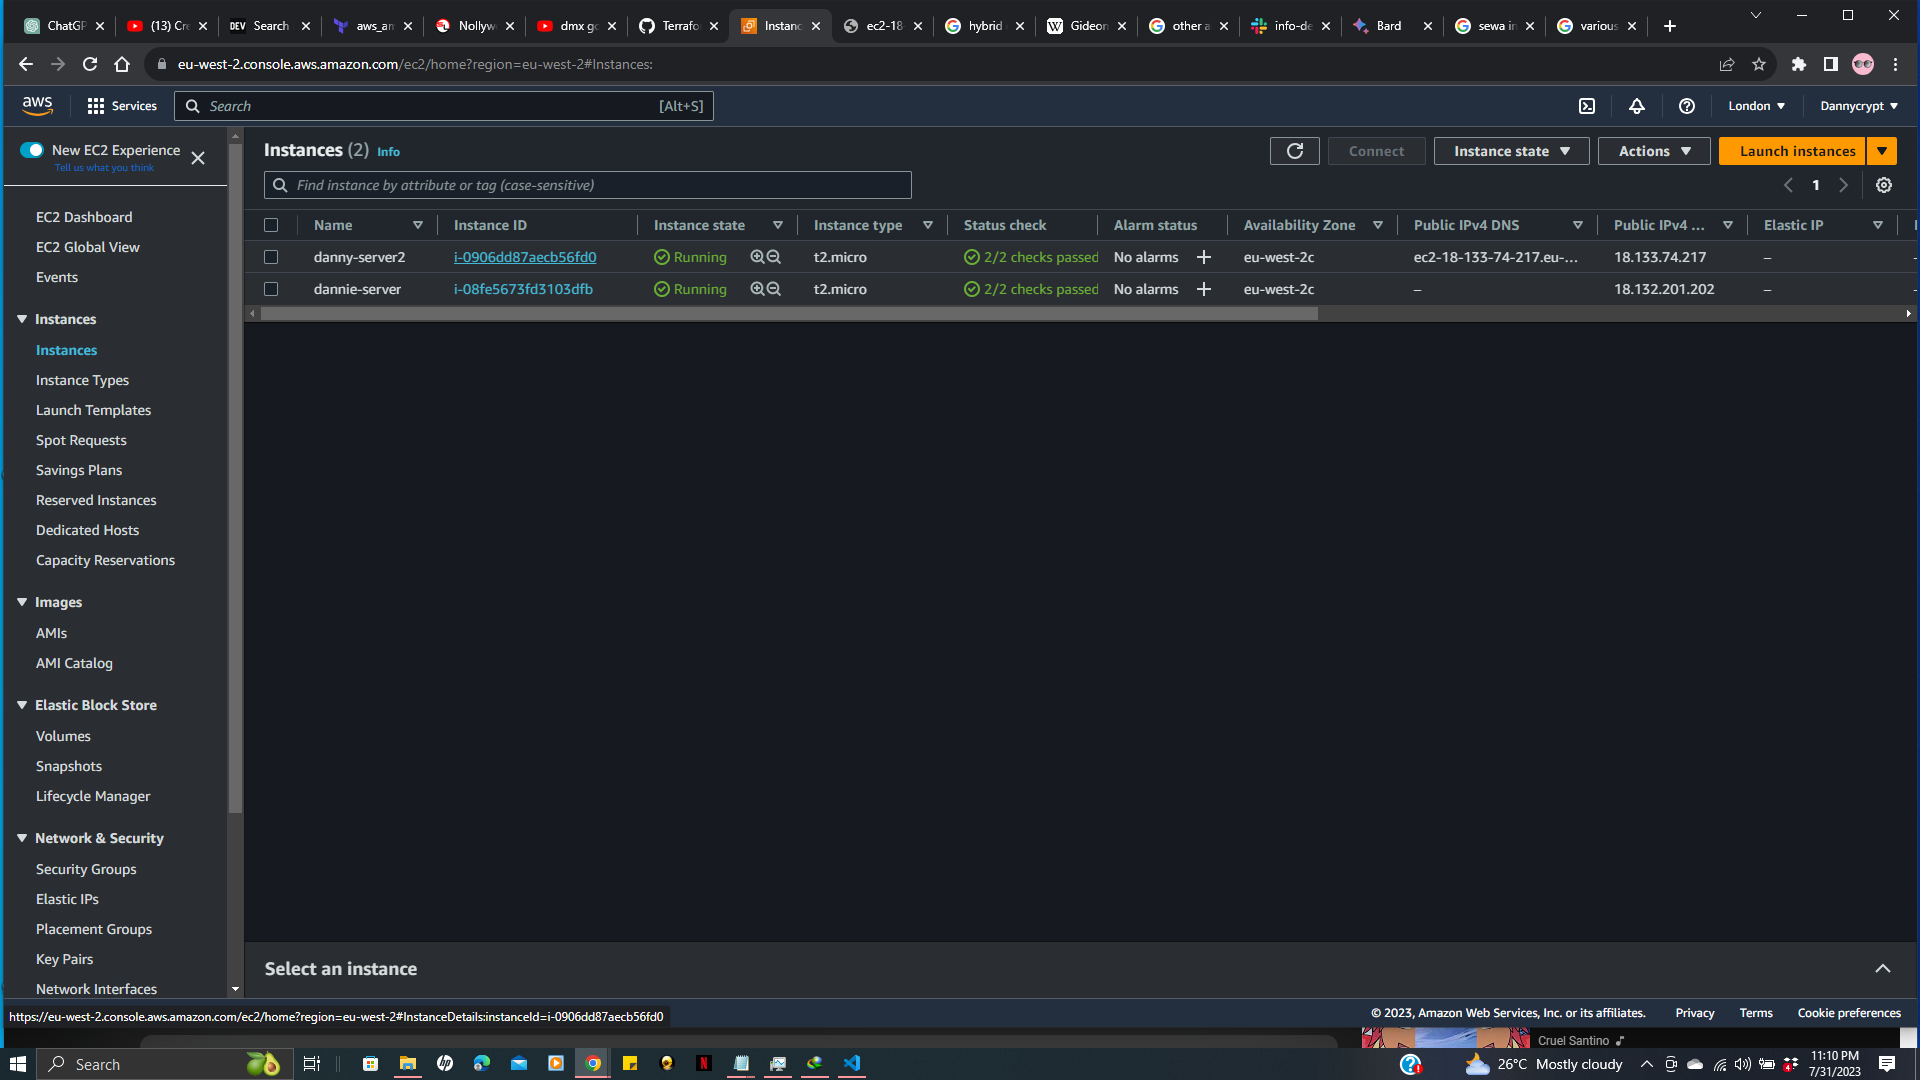 ChatGP (13) Cre DEV Search aws_am Nollywo dmx go Terrafo Instanc ec2-18- hybrid Gideon other a info-de Bard sewa in various
eu-west-2.console.aws.amazon.com/ec2/home?region=eu-west-2#Instances:
aws Services Search [Alt+S] London Dannycrypt
New EC2 Experience
Tell us what you think
EC2 Dashboard
EC2 Global View
Events
Instances
Instances
Instance Types
Launch Templates
Spot Requests
Savings Plans
Reserved Instances
Dedicated Hosts
Capacity Reservations
Images
AMIs
AMI Catalog
Elastic Block Store
Volumes
Snapshots
Lifecycle Manager
Network & Security
Security Groups
Elastic IPs
Placement Groups
Key Pairs
Network Interfaces
Instances (2) Info Connect Instance state Actions Launch instances
Find instance by attribute or tag (case-sensitive) 1
Name Instance ID Instance state Instance type Status check Alarm status Availability Zone Public IPv4 DNS Public IPv4 ... Elastic IP
danny-server2 i-0906dd87aecb56fd0 Running t2.micro 2/2 checks passed No alarms + eu-west-2c ec2-18-133-74-217.eu-... 18.133.74.217 –
dannie-server i-08fe5673fd3103dfb Running t2.micro 2/2 checks passed No alarms + eu-west-2c – 18.132.201.202 –
Select an instance
https://eu-west-2.console.aws.amazon.com/ec2/home?region=eu-west-2#InstanceDetails:instanceId=i-0906dd87aecb56fd0
© 2023, Amazon Web Services, Inc. or its affiliates. Privacy Terms Cookie preferences
Cruel Santino
Search 26°C Mostly cloudy 11:10 PM
7/31/2023